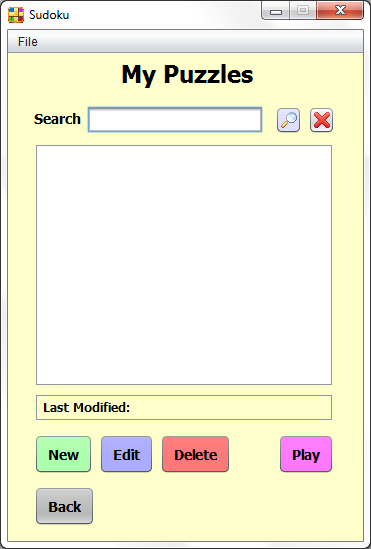 Sudoku
File
My Puzzles
Search
Last Modified:
New Edit Delete Play
Back